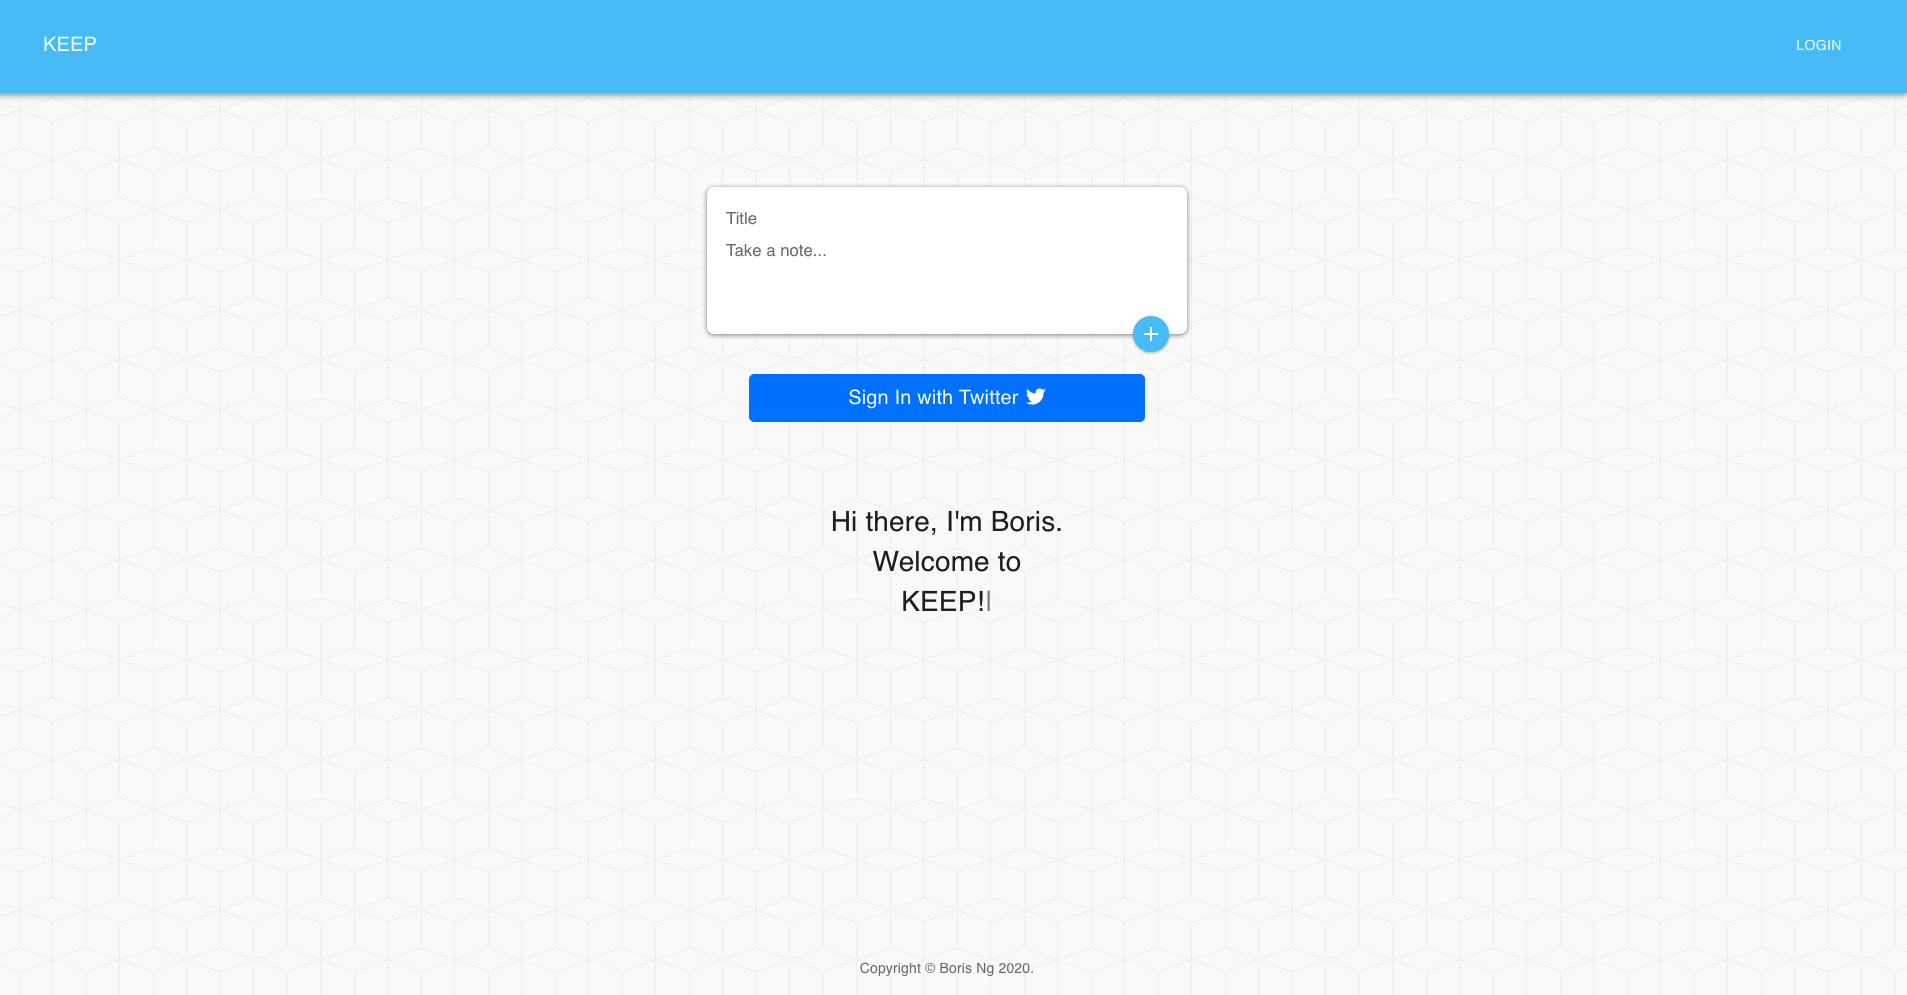 KEEP
LOGIN
Title
Take a note...
Sign In with Twitter
Hi there, I'm Boris.
Welcome to
KEEP!|
Copyright © Boris Ng 2020.